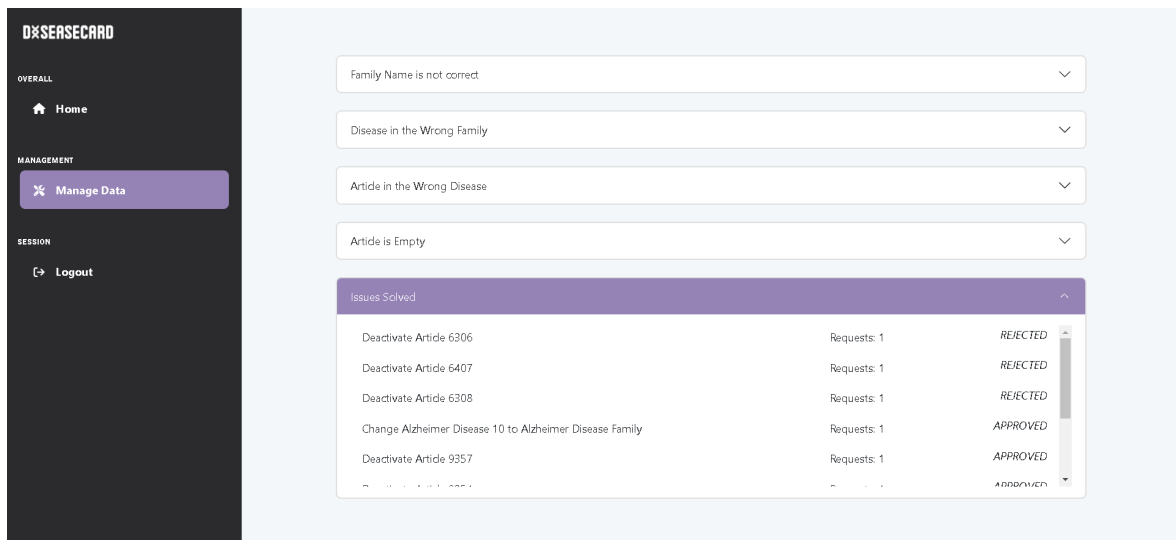 DXSEASECARD
OVERALL
Home
MANAGEMENT
Manage Data
SESSION
Logout
Family Name is not correct
Disease in the Wrong Family
Article in the Wrong Disease
Article is Empty
Issues Solved
Deactivate Article 6306 Requests: 1 REJECTED
Deactivate Article 6407 Requests: 1 REJECTED
Deactivate Article 6308 Requests: 1 REJECTED
Change Alzheimer Disease 10 to Alzheimer Disease Family Requests: 1 APPROVED
Deactivate Article 9357 Requests: 1 APPROVED
APPROVED